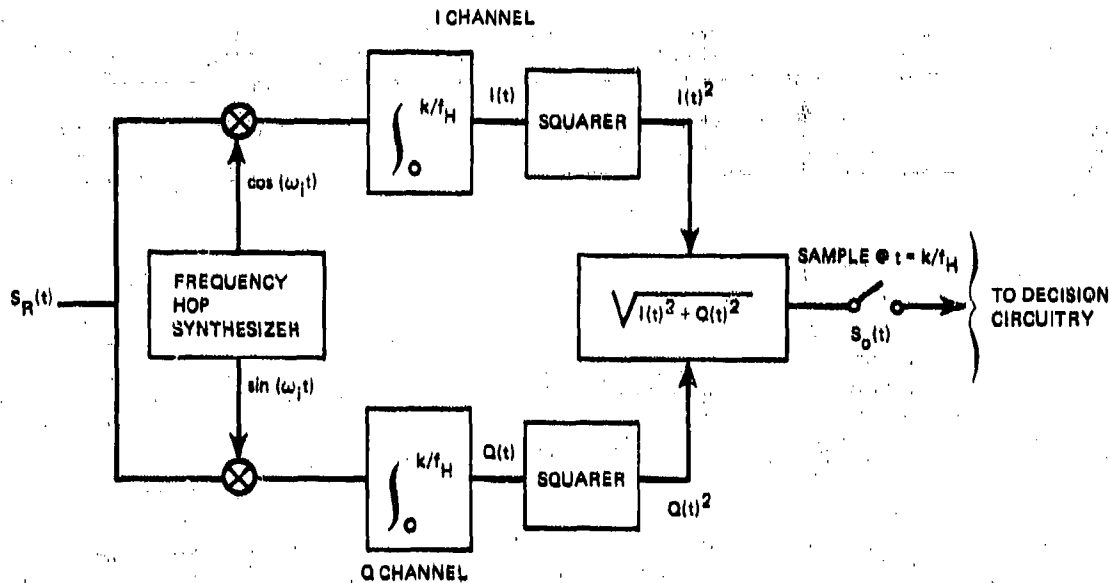 I CHANNEL
k/f_H
∫_0
I(t)
SQUARER
I(t)^2
cos (ω_i t)
S_R(t)
FREQUENCY
HOP
SYNTHESIZER
sin (ω_i t)
√I(t)^2 + Q(t)^2
SAMPLE @ t = k/f_H
S_o(t)
TO DECISION
CIRCUITRY
k/f_H
∫_0
Q(t)
SQUARER
Q(t)^2
Q CHANNEL